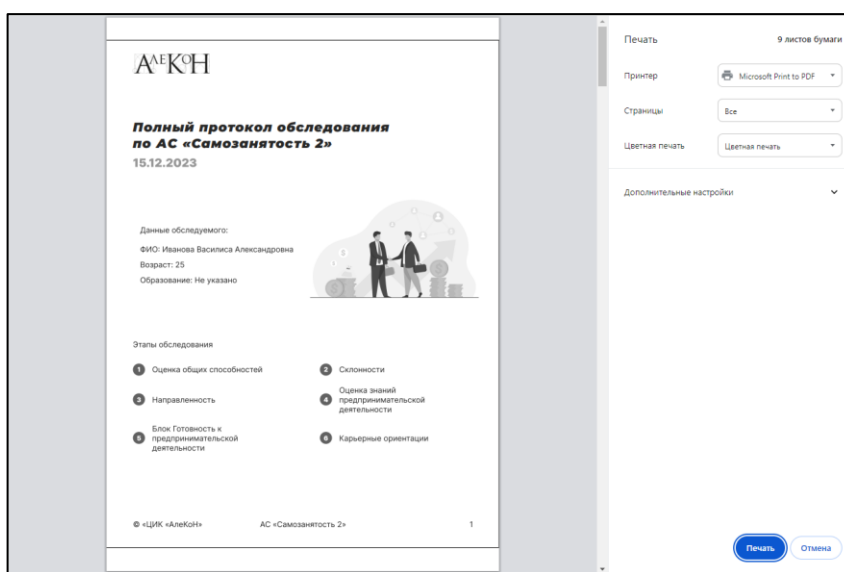 АлеКоН
Полный протокол обследования
по АС «Самозанятость 2»
15.12.2023
Данные обследуемого:
ФИО: Иванова Василиса Александровна
Возраст: 25
Образование: Не указано
Этапы обследования
1 Оценка общих способностей
2 Склонности
3 Направленность
4 Оценка знаний
предпринимательской
деятельности
5 Блок Готовность к
предпринимательской
деятельности
6 Карьерные ориентации
© «ЦИК «АлеКоН» АС «Самозанятость 2» 1
Печать 9 листов бумаги
Принтер Microsoft Print to PDF
Страницы Все
Цветная печать Цветная печать
Дополнительные настройки
Печать Отмена